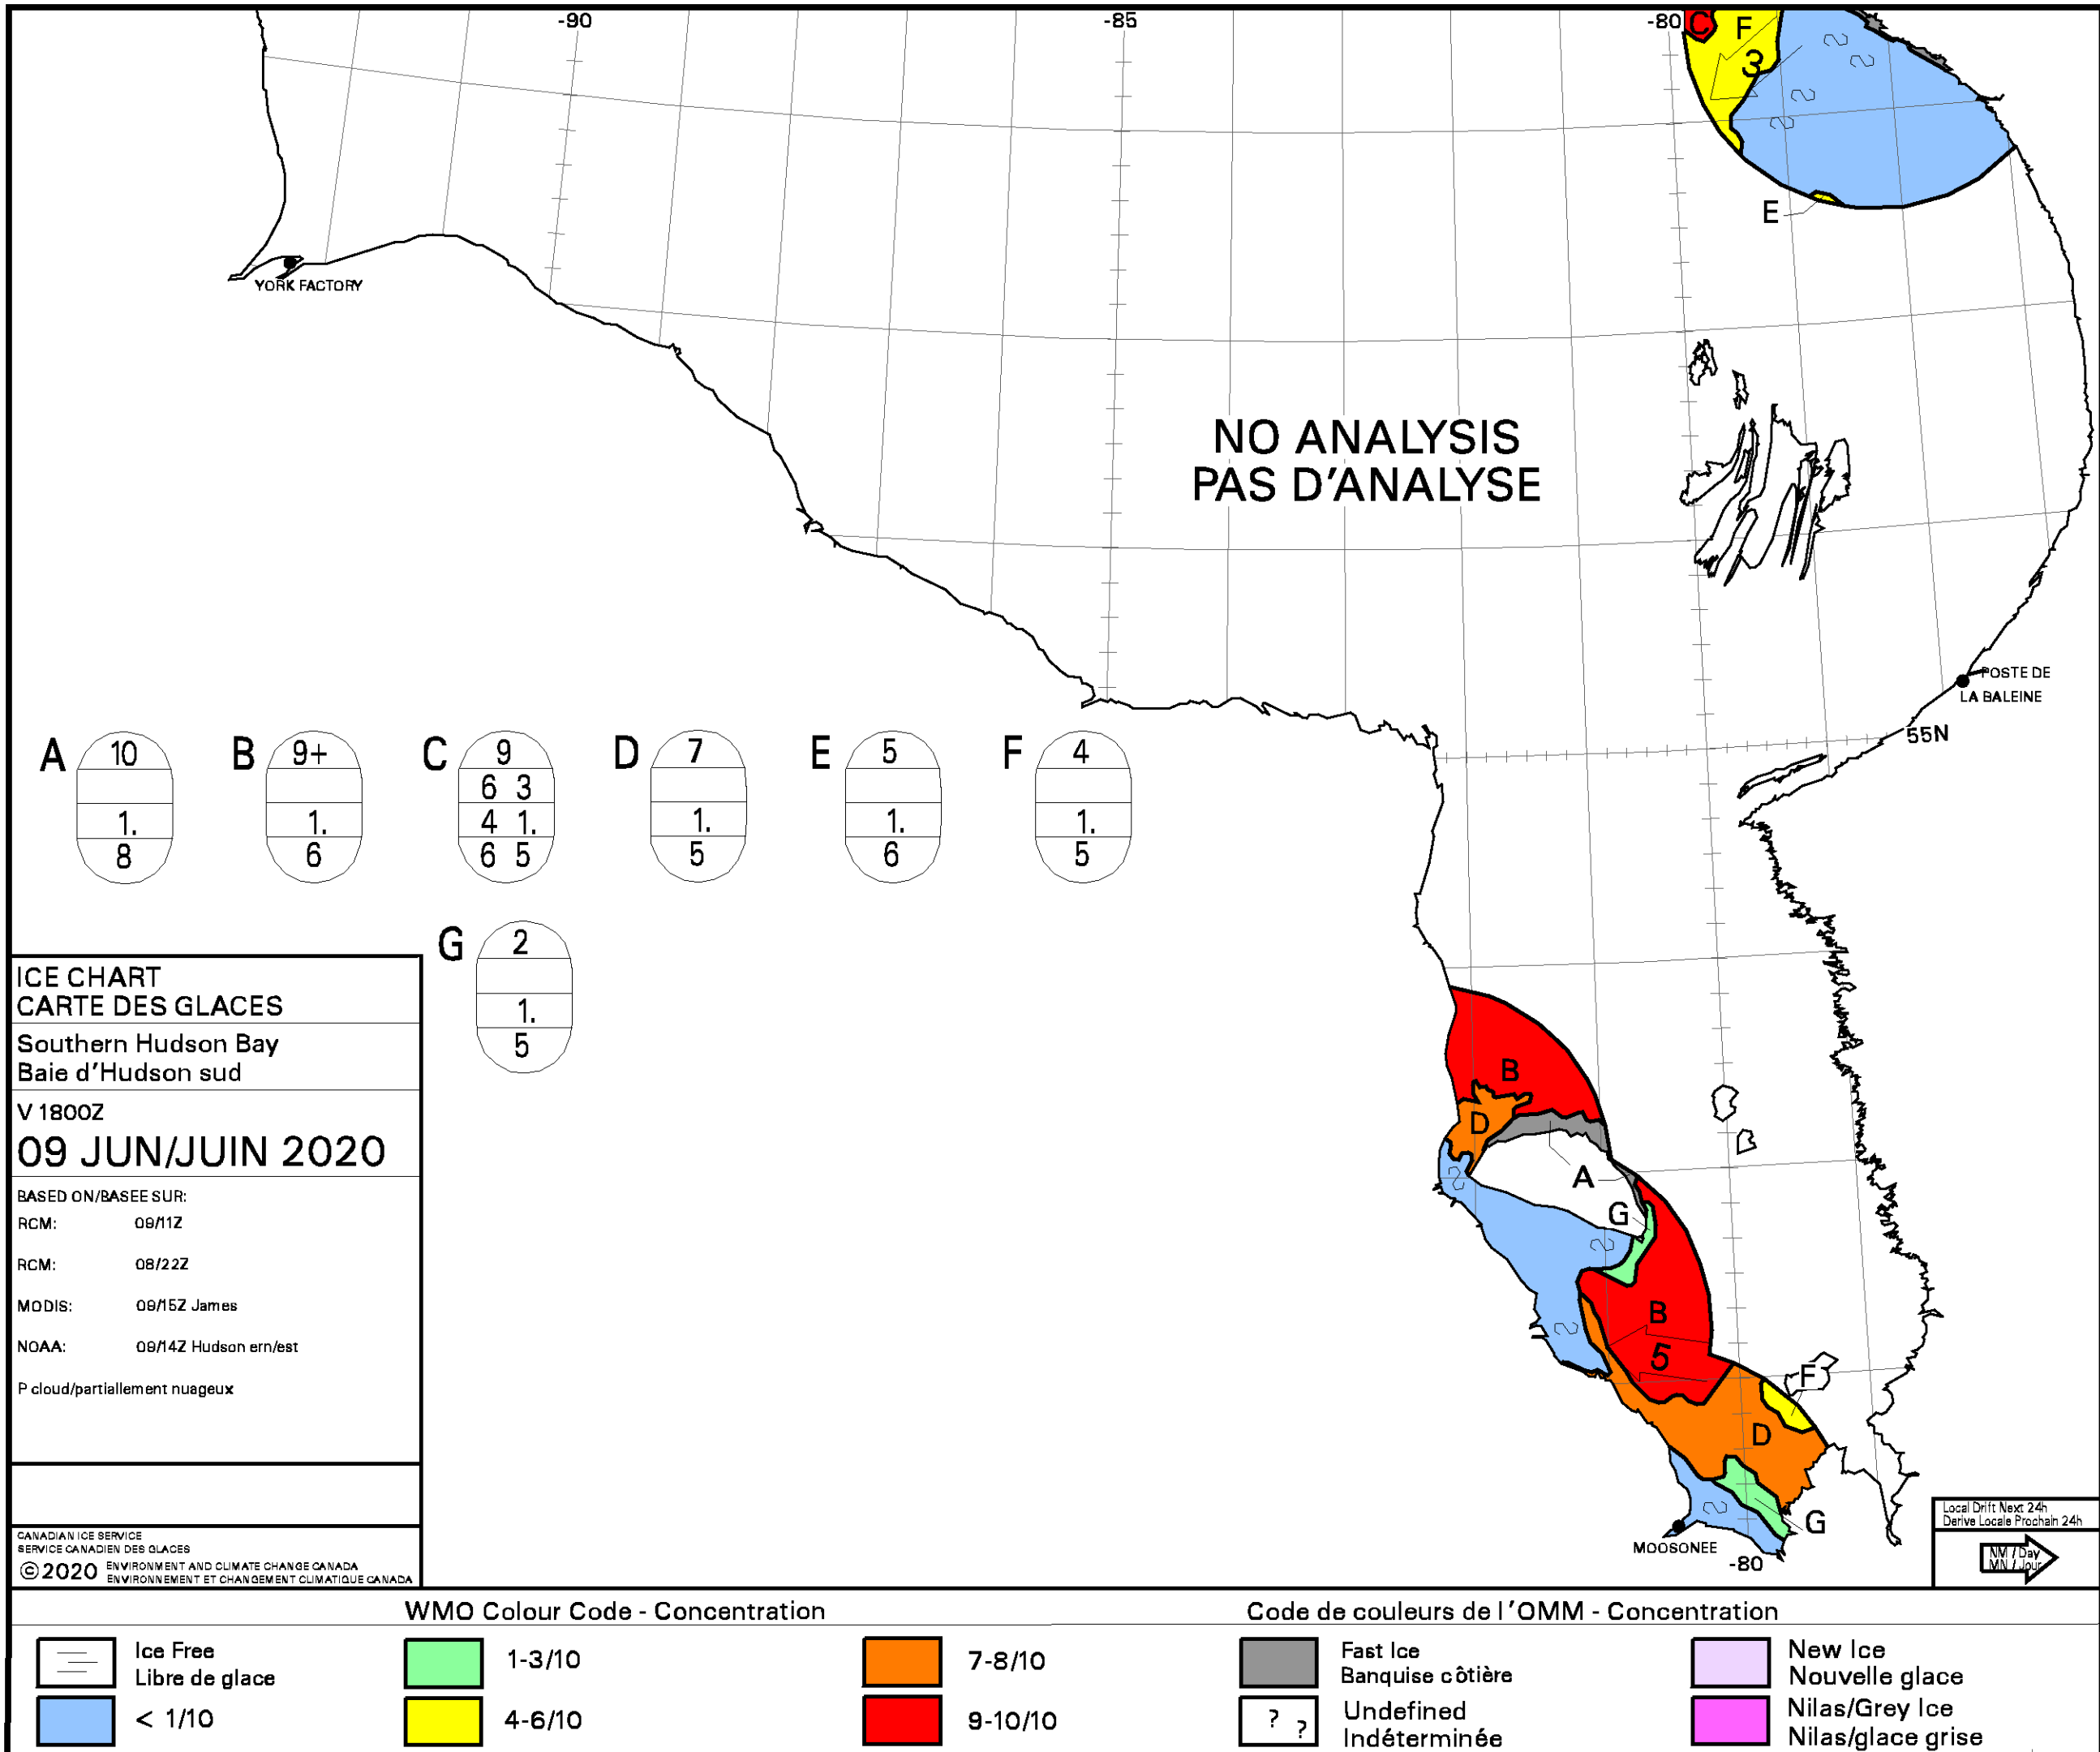 -90
-85
-80
C
F
3
E
YORK FACTORY
NO ANALYSIS
PAS D'ANALYSE
POSTE DE
LA BALEINE
55N
A
10
1.
8
B
9+
1.
6
C
9
6 3
4 1.
6 5
D
7
1.
5
E
5
1.
6
F
4
1.
5
G
2
1.
5
B
D
A
G
B
5
F
D
G
MOOSONEE
-80
ICE CHART
CARTE DES GLACES
Southern Hudson Bay
Baie d'Hudson sud
V 1800Z
09 JUN/JUIN 2020
BASED ON/BASEE SUR:
RCM: 09/11Z
RCM: 08/22Z
MODIS: 09/15Z James
NOAA: 09/14Z Hudson ern/est
P cloud/partiallement nuageux
CANADIAN ICE SERVICE
SERVICE CANADIEN DES GLACES
©2020 ENVIRONMENT AND CLIMATE CHANGE CANADA
ENVIRONNEMENT ET CHANGEMENT CLIMATIQUE CANADA
Local Drift Next 24h
Derive Locale Prochain 24h
NM / Day
MN / Jour
WMO Colour Code - Concentration
Code de couleurs de l'OMM - Concentration
Ice Free
Libre de glace
< 1/10
1-3/10
4-6/10
7-8/10
9-10/10
Fast Ice
Banquise côtière
? ?
Undefined
Indéterminée
New Ice
Nouvelle glace
Nilas/Grey Ice
Nilas/glace grise